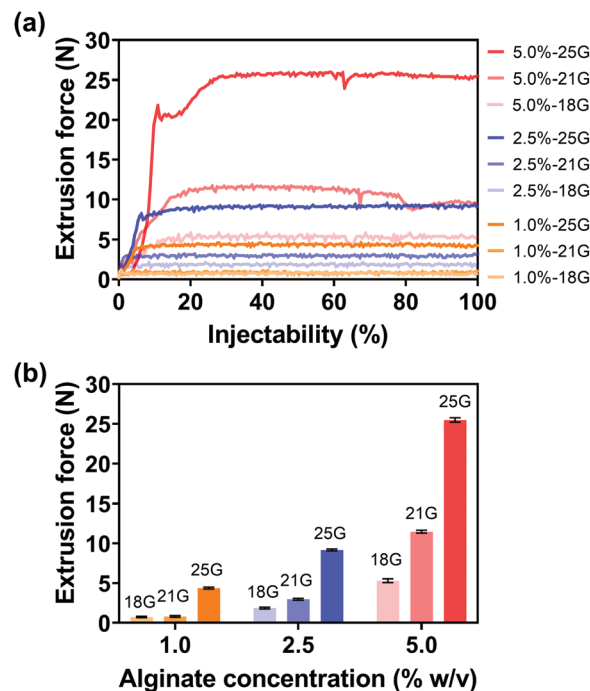 (a)
Extrusion force (N)
30
25
20
15
10
5
0
0 20 40 60 80 100
Injectability (%)
5.0%-25G
5.0%-21G
5.0%-18G
2.5%-25G
2.5%-21G
2.5%-18G
1.0%-25G
1.0%-21G
1.0%-18G
(b)
Extrusion force (N)
30
25
20
15
10
5
0
18G 21G 25G
18G 21G 25G
18G 21G 25G
1.0 2.5 5.0
Alginate concentration (% w/v)